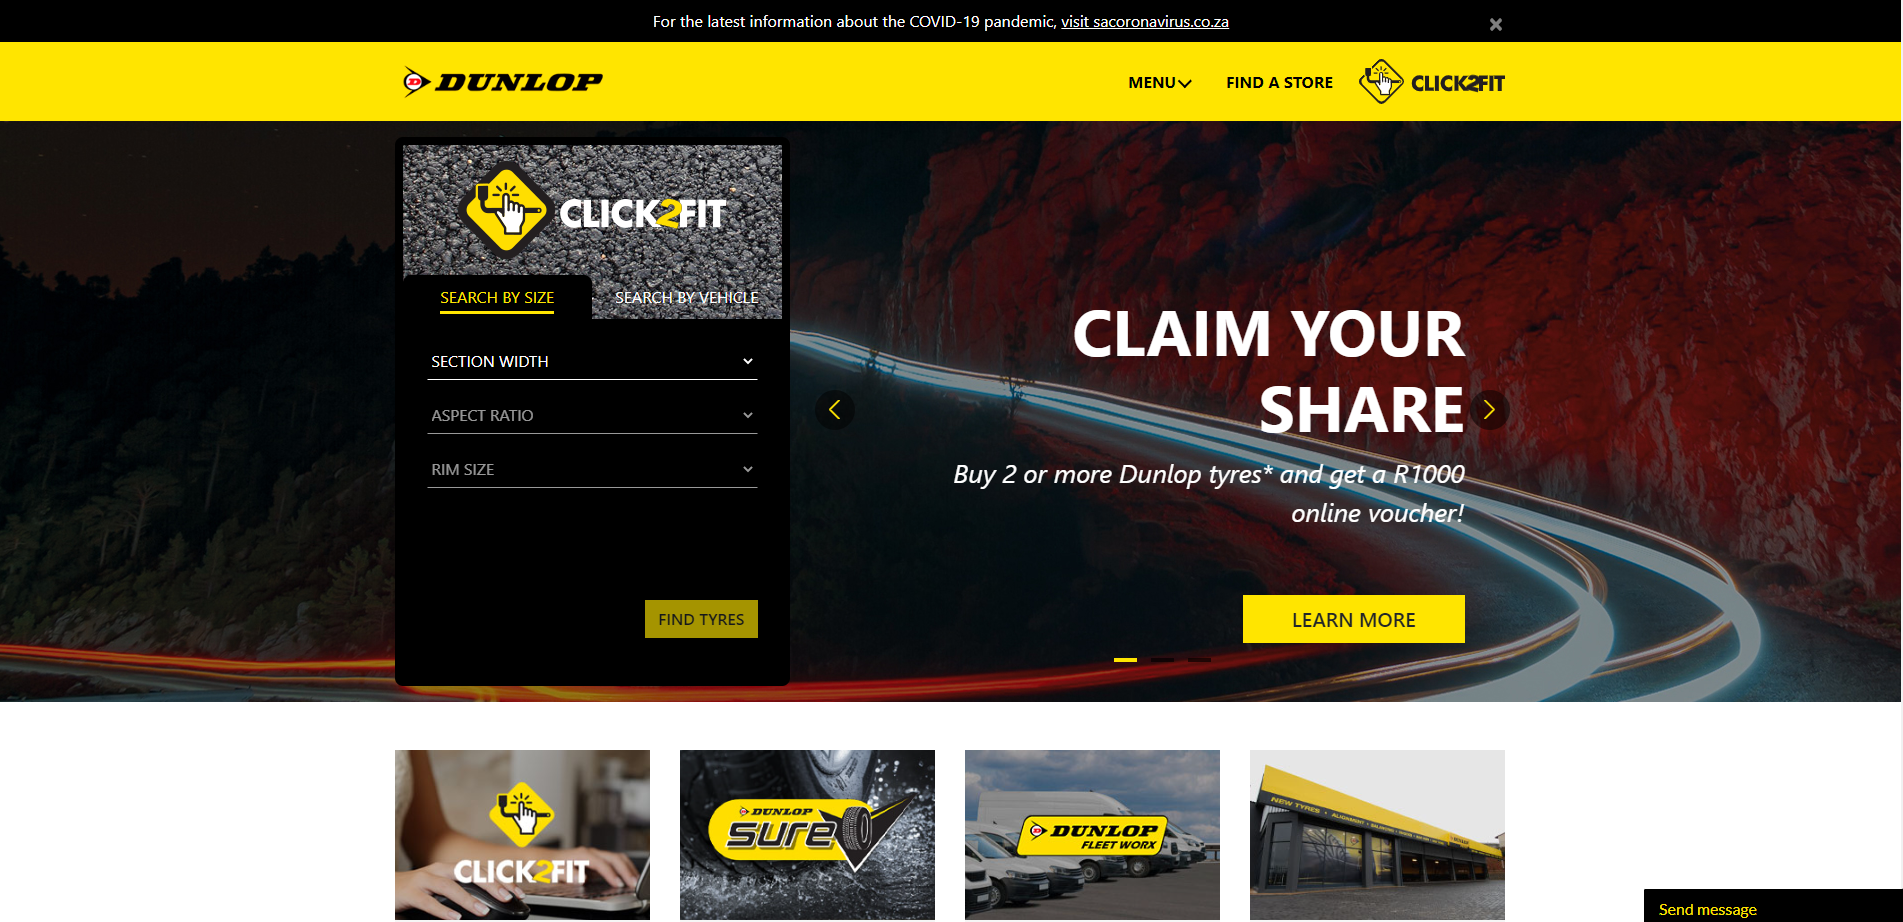 For the latest information about the COVID-19 pandemic, visit sacoronavirus.co.za
×
D DUNLOP
MENU
FIND A STORE
CLICK2FIT
CLICK2FIT
SEARCH BY SIZE
SEARCH BY VEHICLE
SECTION WIDTH
ASPECT RATIO
RIM SIZE
FIND TYRES
CLAIM YOUR
SHARE
Buy 2 or more Dunlop tyres* and get a R1000
online voucher!
LEARN MORE
CLICK2FIT
DUNLOP
sure
D DUNLOP
FLEET WORX
NEW TYRES • ALIGNMENT • BALANCING
Send message